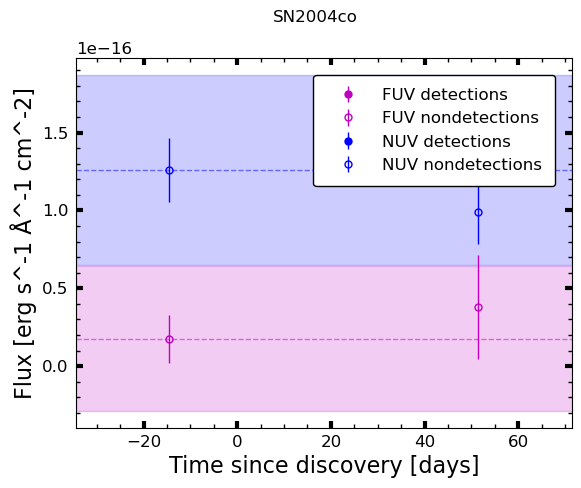 SN2004co
1e−16
FUV detections
FUV nondetections
NUV detections
NUV nondetections
1.5
1.0
0.5
0.0
Flux [erg s^-1 Å^-1 cm^-2]
−20
0
20
40
60
Time since discovery [days]